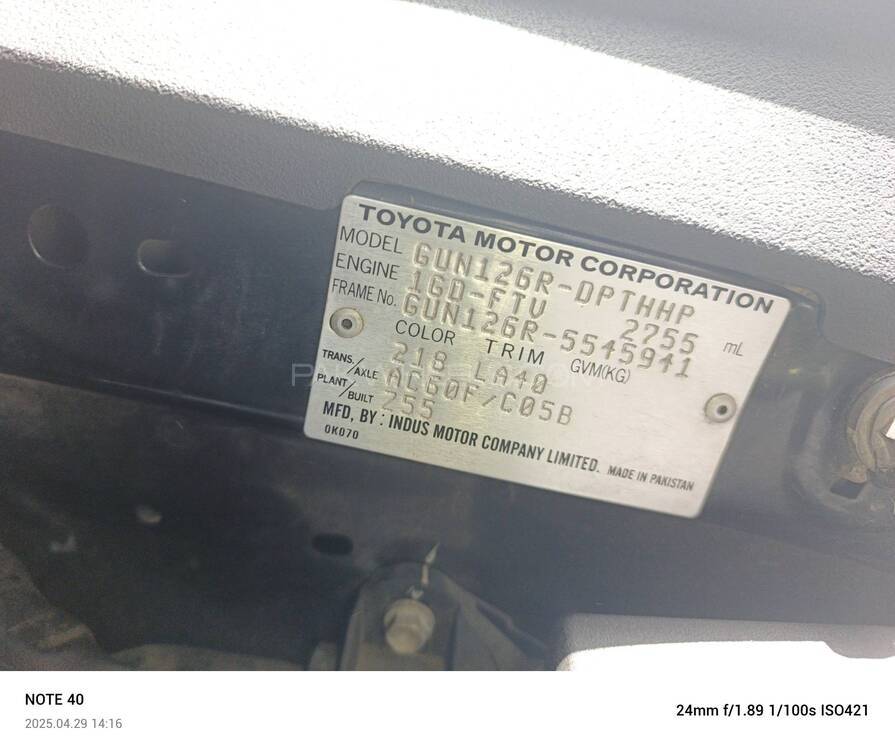 TOYOTA MOTOR CORPORATION
MODEL GUN126R-DPTHHP
ENGINE 1GD-FTV 2755 mL
FRAME No. GUN126R-5545941
COLOR TRIM GVM(KG)
218 LA40
TRANS./AXLE AC60F/C05B
PLANT/BUILT Z55
MFD, BY : INDUS MOTOR COMPANY LIMITED. MADE IN PAKISTAN
0K070
NOTE 40
2025.04.29 14:16
24mm f/1.89 1/100s ISO421